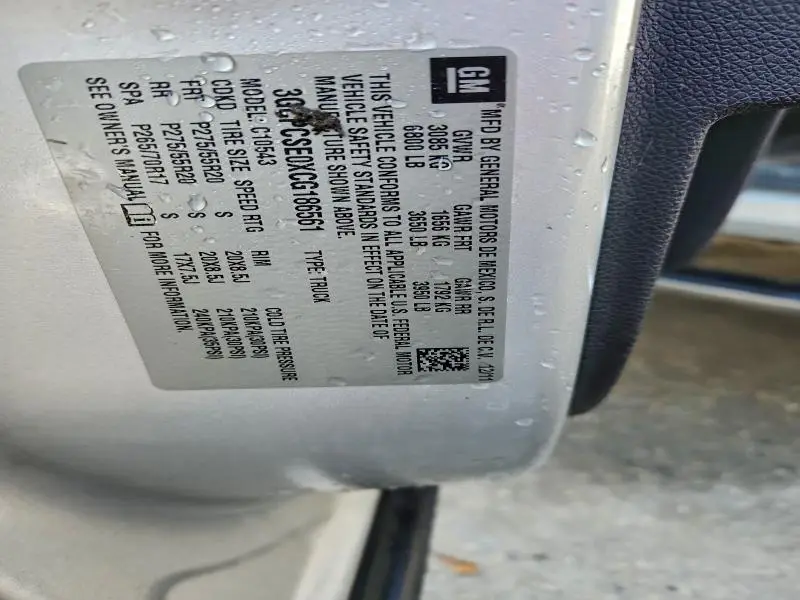 GM
MFD BY GENERAL MOTORS DE MEXICO S. DE R.L. DE C.V. 12/11
GVWR GAWR FRT GAWR RR
3085 KG 1656 KG 1792 KG
6800 LB 3650 LB 3950 LB
THIS VEHICLE CONFORMS TO ALL APPLICABLE U.S. FEDERAL MOTOR
VEHICLE SAFETY STANDARDS IN EFFECT ON THE DATE OF
MANUFACTURE SHOWN ABOVE.
TYPE: TRUCK
MODEL: C10543
CDXD TIRE SIZE SPEED RTG RIM COLD TIRE PRESSURE
FRT P275/55R20 S 20X8.5J 210KPA(30PSI)
RR P275/55R20 S 20X8.5J 210KPA(30PSI)
SPA P265/70R17 S 17X7.5J 240KPA(35PSI)
SEE OWNER'S MANUAL FOR MORE INFORMATION